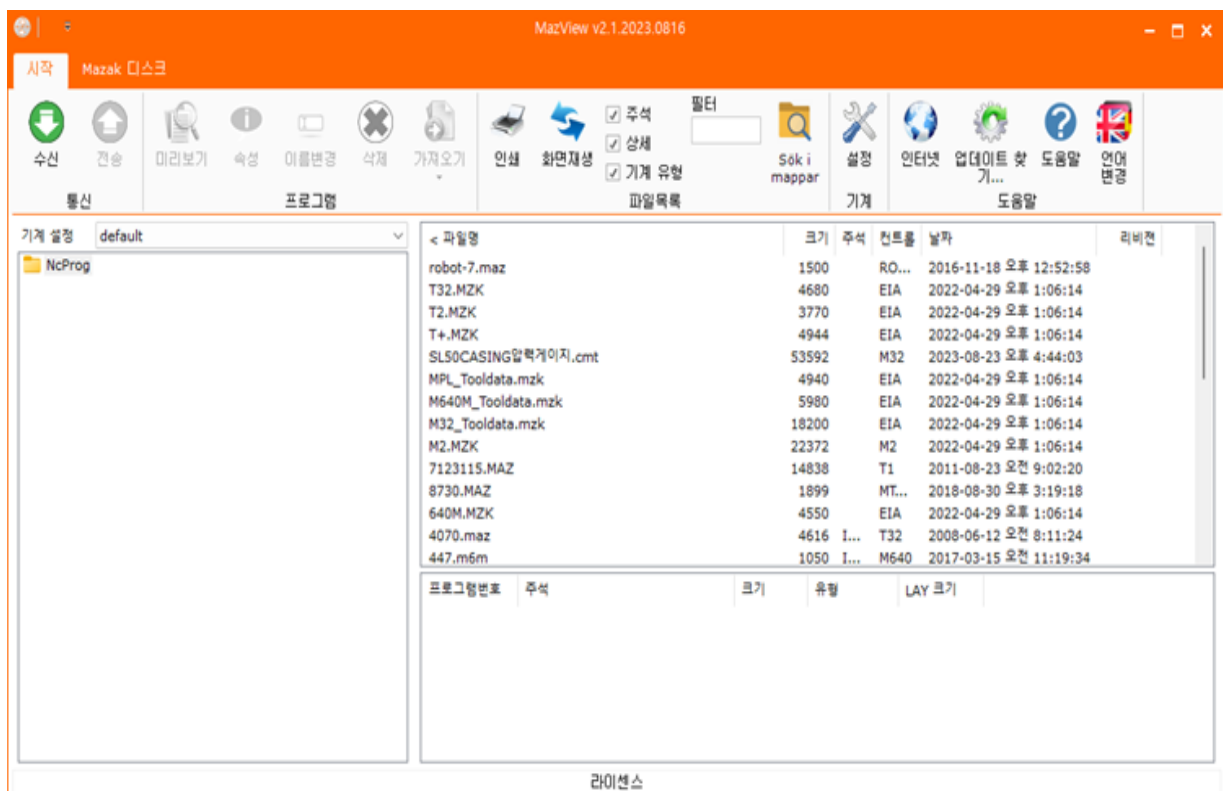 MazView v2.1.2023.0816
시작 Mazak 디스크
수신 전송 미리보기 속성 이름변경 삭제 가져오기 인쇄 화면재생
주석
상세
기계 유형
필터
Sök i
mappar
설정 인터넷 업데이트 찾
기...
도움말 언어
변경
통신 프로그램 파일목록 기계 도움말
기계 설정 default
NcProg
< 파일명 크기 주석 컨트롤 날짜 리비젼
robot-7.maz 1500 RO... 2016-11-18 오후 12:52:58
T32.MZK 4680 EIA 2022-04-29 오후 1:06:14
T2.MZK 3770 EIA 2022-04-29 오후 1:06:14
T+.MZK 4944 EIA 2022-04-29 오후 1:06:14
SL50CASING압력게이지.cmt 53592 M32 2023-08-23 오후 4:44:03
MPL_Tooldata.mzk 4940 EIA 2022-04-29 오후 1:06:14
M640M_Tooldata.mzk 5980 EIA 2022-04-29 오후 1:06:14
M32_Tooldata.mzk 18200 EIA 2022-04-29 오후 1:06:14
M2.MZK 22372 M2 2022-04-29 오후 1:06:14
7123115.MAZ 14838 T1 2011-08-23 오전 9:02:20
8730.MAZ 1899 MT... 2018-08-30 오후 3:19:18
640M.MZK 4550 EIA 2022-04-29 오후 1:06:14
4070.maz 4616 I... T32 2008-06-12 오전 8:11:24
447.m6m 1050 I... M640 2017-03-15 오전 11:19:34
프로그램번호 주석 크기 유형 LAY 크기
라이센스